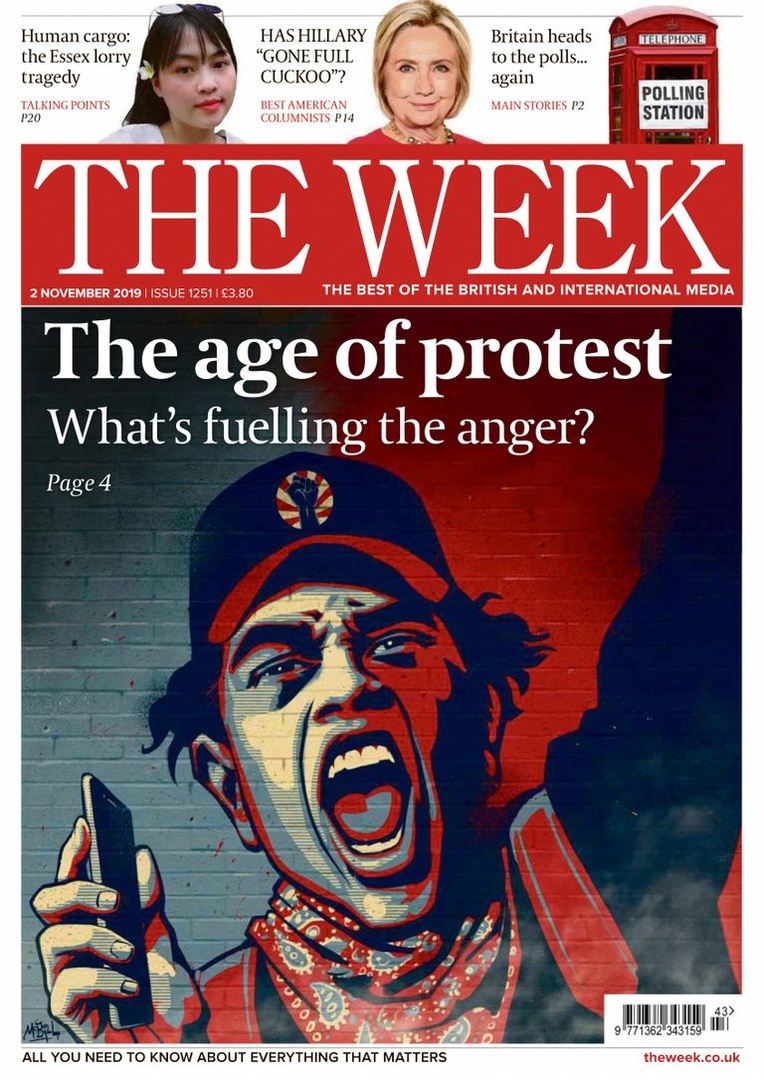 Human cargo:
the Essex lorry
tragedy
TALKING POINTS
P20
HAS HILLARY
“GONE FULL
CUCKOO”?
BEST AMERICAN
COLUMNISTS P14
Britain heads
to the polls...
again
MAIN STORIES P2
TELEPHONE
POLLING
STATION
THE WEEK
2 NOVEMBER 2019 | ISSUE 1251 | £3.80
THE BEST OF THE BRITISH AND INTERNATIONAL MEDIA
The age of protest
What’s fuelling the anger?
Page 4
43>
9 771362 343159
ALL YOU NEED TO KNOW ABOUT EVERYTHING THAT MATTERS
theweek.co.uk